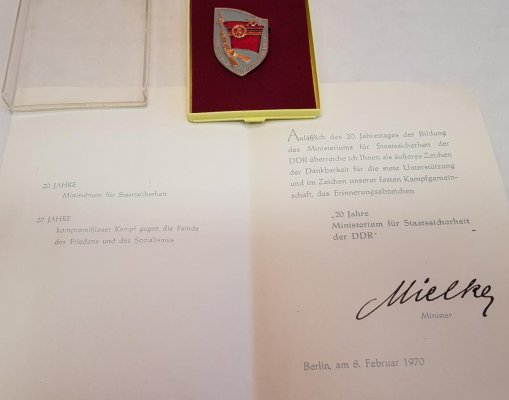 20 JAHRE
Ministerium für Staatssicherheit
20 JAHRE
kompromißloser Kampf gegen die Feinde
des Friedens und des Sozialismus
Anläßlich des 20. Jahrestages der Bildung
des Ministeriums für Staatssicherheit der
DDR überreiche ich Ihnen als äußeres Zeichen
der Dankbarkeit für die stete Unterstützung
und im Zeichen unserer festen Kampfgemein-
schaft, das Erinnerungsabzeichen
„20 Jahre
Ministerium für Staatssicherheit
der DDR“
Mielke
Minister
Berlin, am 8. Februar 1970